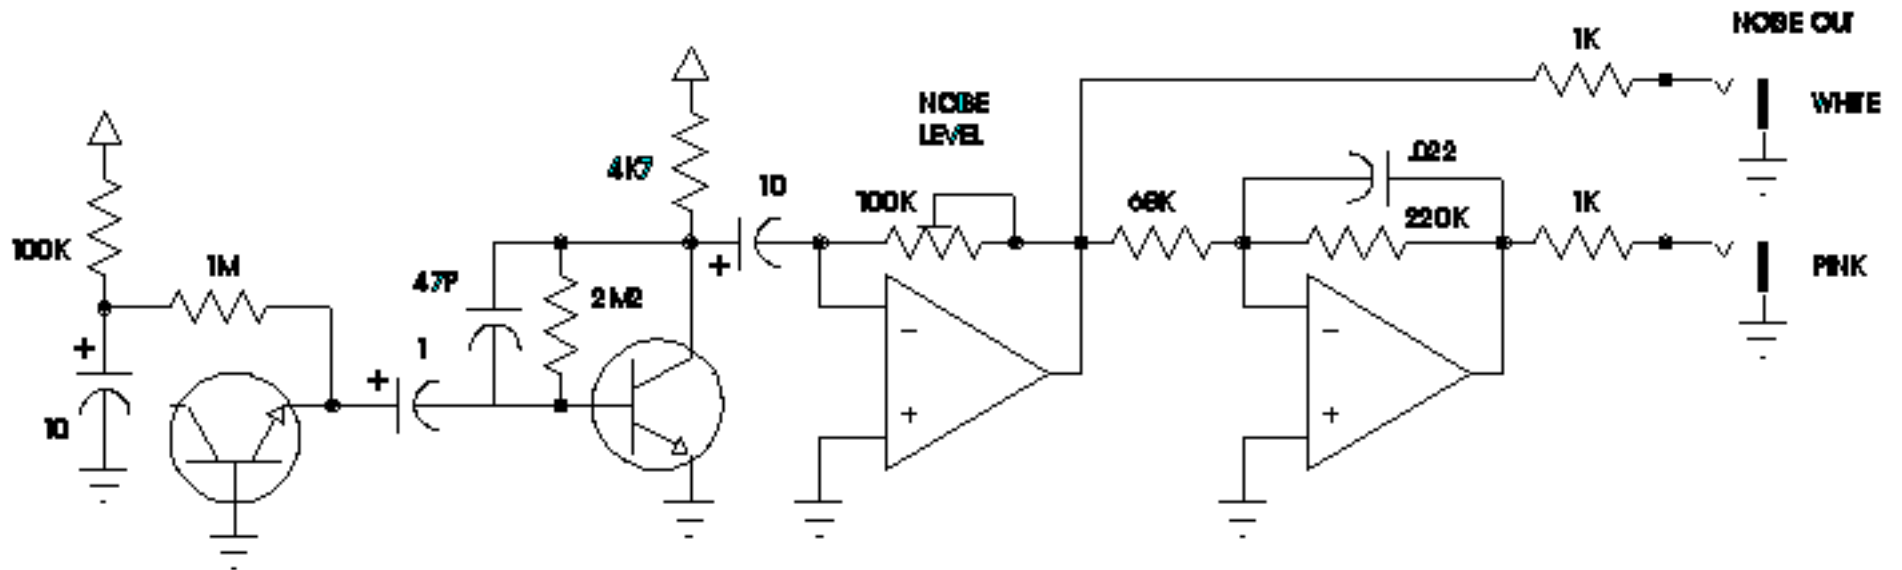 NOISE OUT
1K
WHITE
NOISE
LEVEL
4K7
10
100K
68K
.022
220K
1K
PINK
100K
1M
47P
2M2
+
+
1
+
10
−
+
−
+